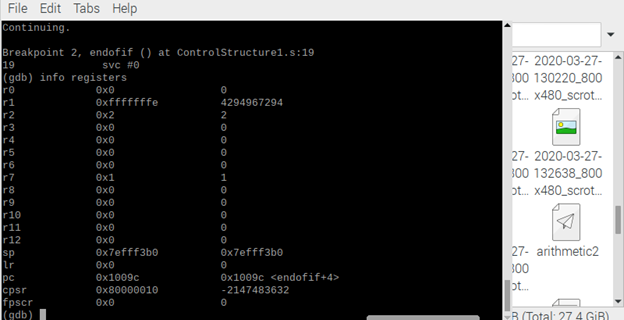 File Edit Tabs Help
Continuing.
Breakpoint 2, endofif () at ControlStructure1.s:19
19 svc #0
(gdb) info registers
r0 0x0 0
r1 0xfffffffe 4294967294
r2 0x2 2
r3 0x0 0
r4 0x0 0
r5 0x0 0
r6 0x0 0
r7 0x1 1
r8 0x0 0
r9 0x0 0
r10 0x0 0
r11 0x0 0
r12 0x0 0
sp 0x7efff3b0 0x7efff3b0
lr 0x0 0
pc 0x1009c 0x1009c <endofif+4>
cpsr 0x80000010 -2147483632
fpscr 0x0 0
(gdb)
27- 2020-03-27-
800 130220_800
ot... x480_scrot...
27- 2020-03-27-
800 132638_800
ot... x480_scrot...
27-
800 arithmetic2
ot...
B (Total: 27.4 GiB)